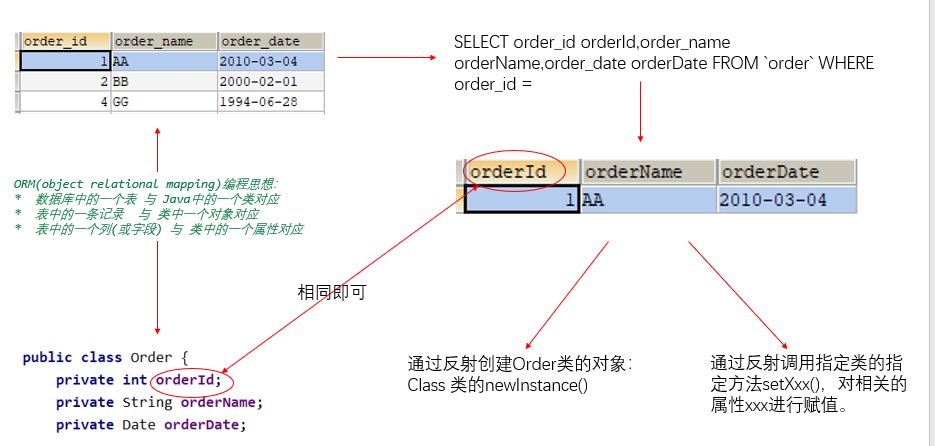 order_id order_name order_date
1 AA 2010-03-04
2 BB 2000-02-01
4 GG 1994-06-28
SELECT order_id orderId,order_name
orderName,order_date orderDate FROM `order` WHERE
order_id =
orderId orderName orderDate
1 AA 2010-03-04
ORM(object relational mapping)编程思想:
* 数据库中的一个表 与 Java中的一个类对应
* 表中的一条记录 与 类中一个对象对应
* 表中的一个列(或字段) 与 类中的一个属性对应
相同即可
public class Order {
private int orderId;
private String orderName;
private Date orderDate;
通过反射创建Order类的对象:
Class 类的newInstance()
通过反射调用指定类的指
定方法setXxx(), 对相关的
属性xxx进行赋值。